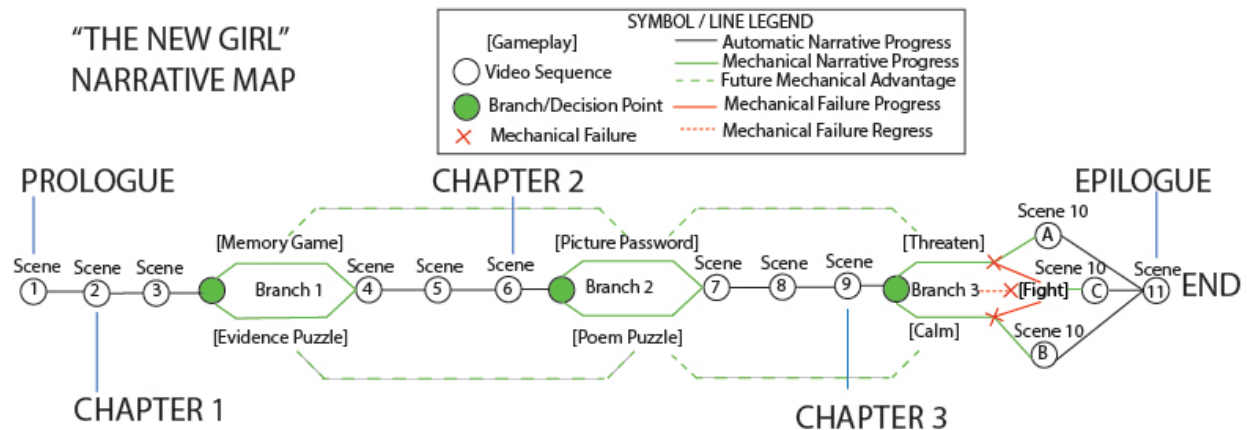 "THE NEW GIRL"
NARRATIVE MAP
SYMBOL / LINE LEGEND
[Gameplay]
Video Sequence
Branch/Decision Point
Mechanical Failure
Automatic Narrative Progress
Mechanical Narrative Progress
Future Mechanical Advantage
Mechanical Failure Progress
Mechanical Failure Regress
PROLOGUE
CHAPTER 2
EPILOGUE
[Memory Game]
[Picture Password]
[Threaten]
Scene 10
A
Scene
1
Scene
2
Scene
3
Branch 1
Scene
4
Scene
5
Scene
6
Branch 2
Scene
7
Scene
8
Scene
9
Branch 3
[Fight]
Scene 10
C
Scene
11
END
[Evidence Puzzle]
[Poem Puzzle]
[Calm]
Scene 10
B
CHAPTER 1
CHAPTER 3